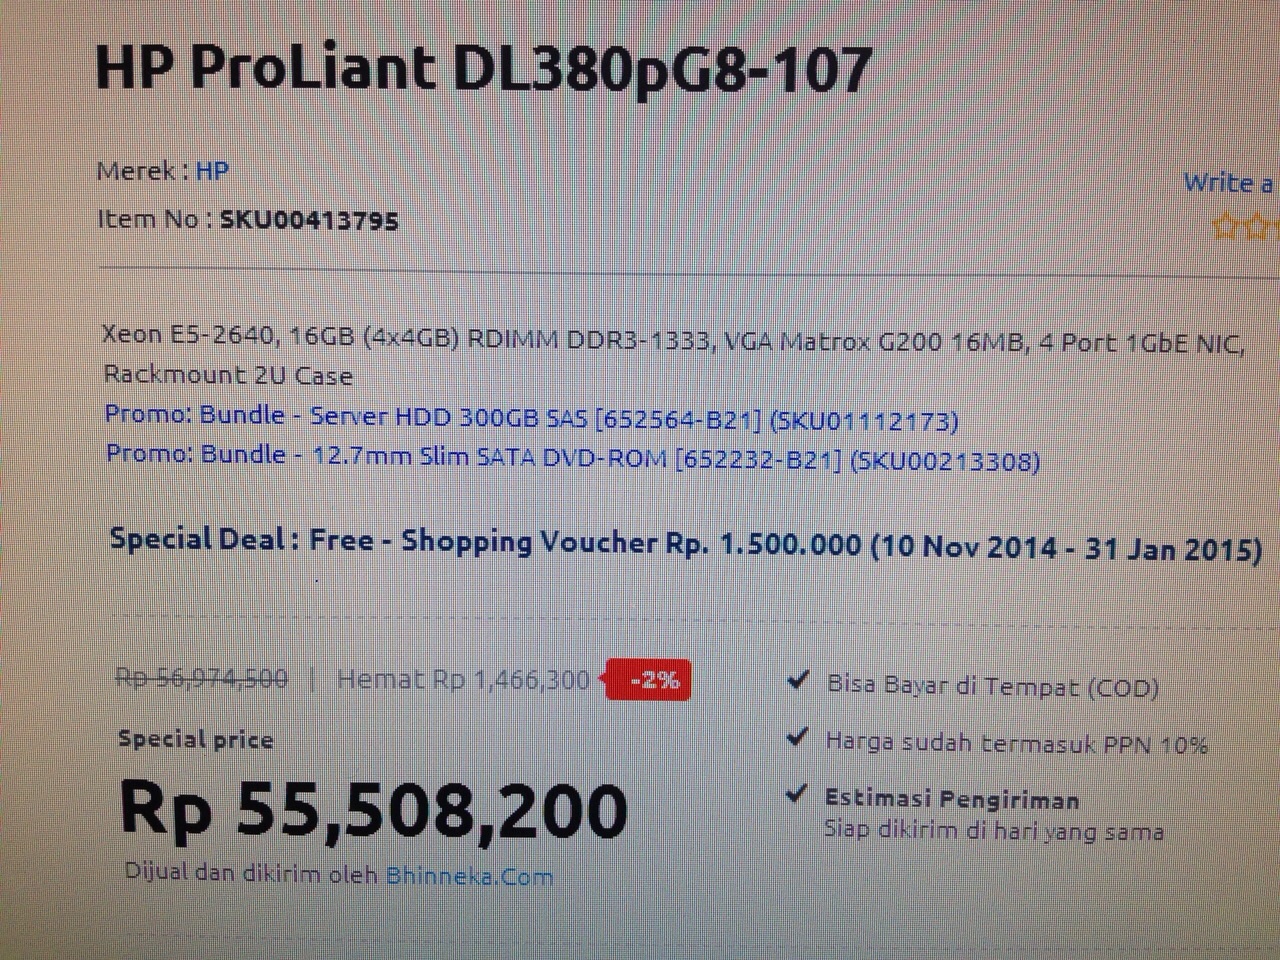 HP ProLiant DL380pG8-107
Merek : HP
Write a
Item No : SKU00413795
Xeon E5-2640, 16GB (4x4GB) RDIMM DDR3-1333, VGA Matrox G200 16MB, 4 Port 1GbE NIC,
Rackmount 2U Case
Promo: Bundle - Server HDD 300GB SAS [652564-B21] (SKU01112173)
Promo: Bundle - 12.7mm Slim SATA DVD-ROM [652232-B21] (SKU00213308)
Special Deal : Free - Shopping Voucher Rp. 1.500.000 (10 Nov 2014 - 31 Jan 2015)
Rp 56,974,500 | Hemat Rp 1,466,300 -2%
Special price
Rp 55,508,200
Dijual dan dikirim oleh Bhinneka.Com
Bisa Bayar di Tempat (COD)
Harga sudah termasuk PPN 10%
Estimasi Pengiriman
Siap dikirim di hari yang sama